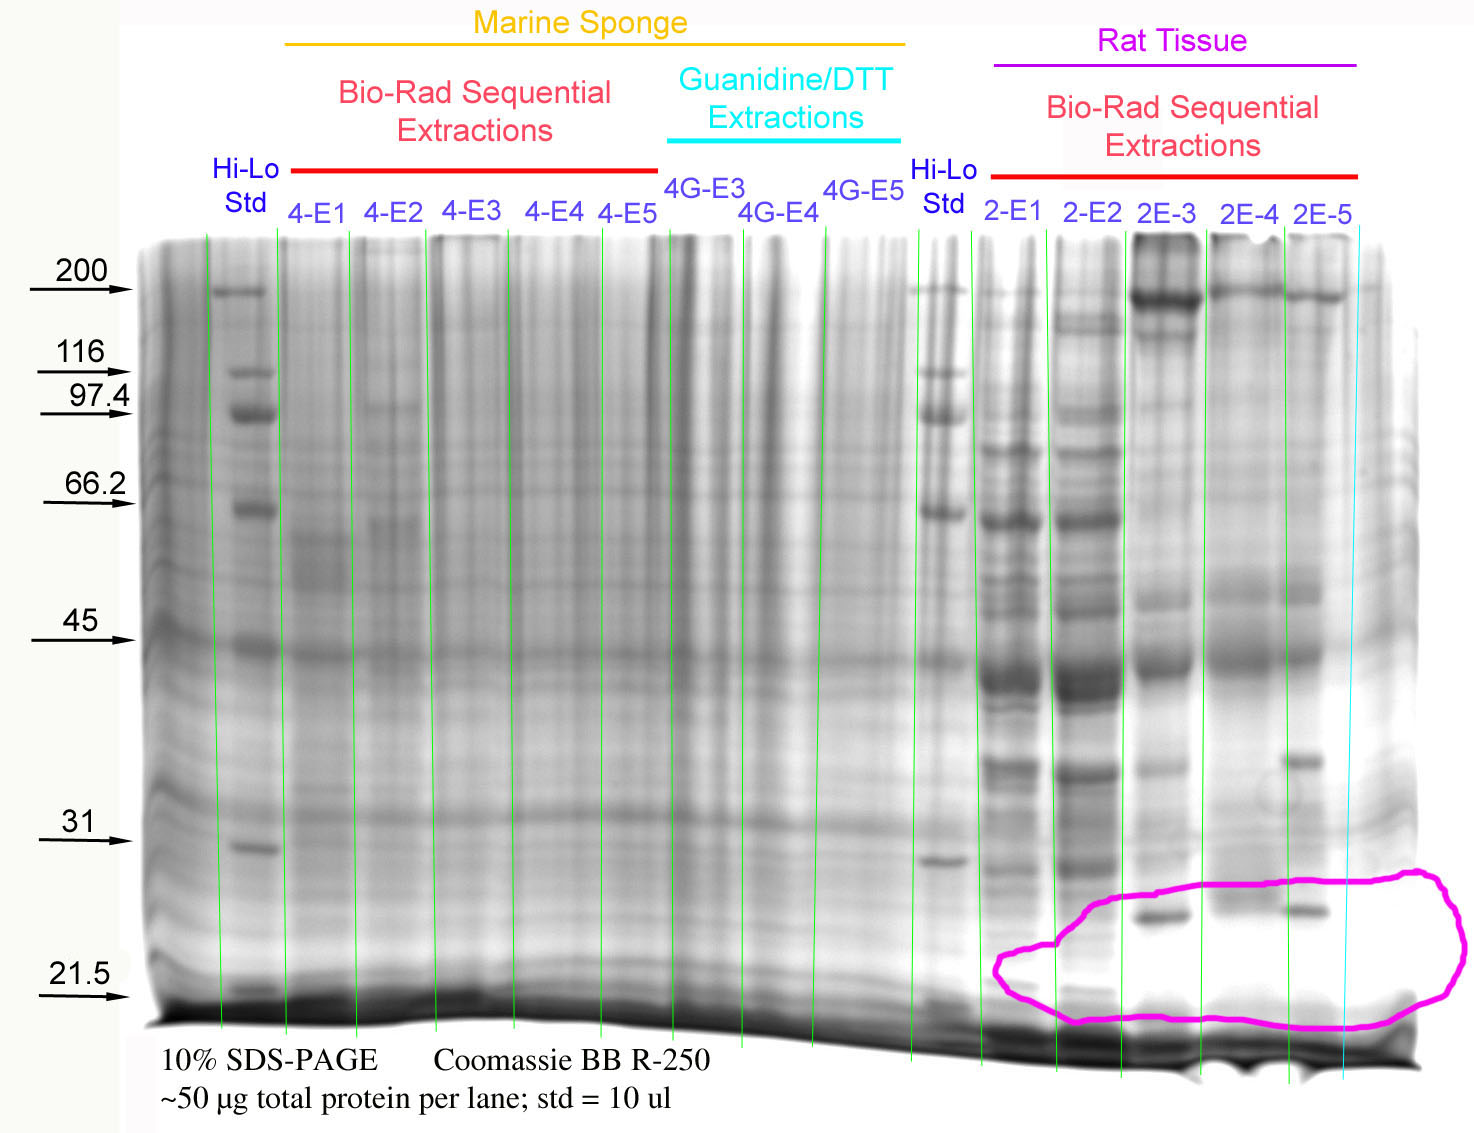 Marine Sponge
Rat Tissue
Bio-Rad Sequential
Extractions
Guanidine/DTT
Extractions
Bio-Rad Sequential
Extractions
Hi-Lo
Std
4-E1
4-E2
4-E3
4-E4
4-E5
4G-E3
4G-E4
4G-E5
Hi-Lo
Std
2-E1
2-E2
2E-3
2E-4
2E-5
200
116
97.4
66.2
45
31
21.5
10% SDS-PAGE Coomassie BB R-250
~50 µg total protein per lane; std = 10 ul